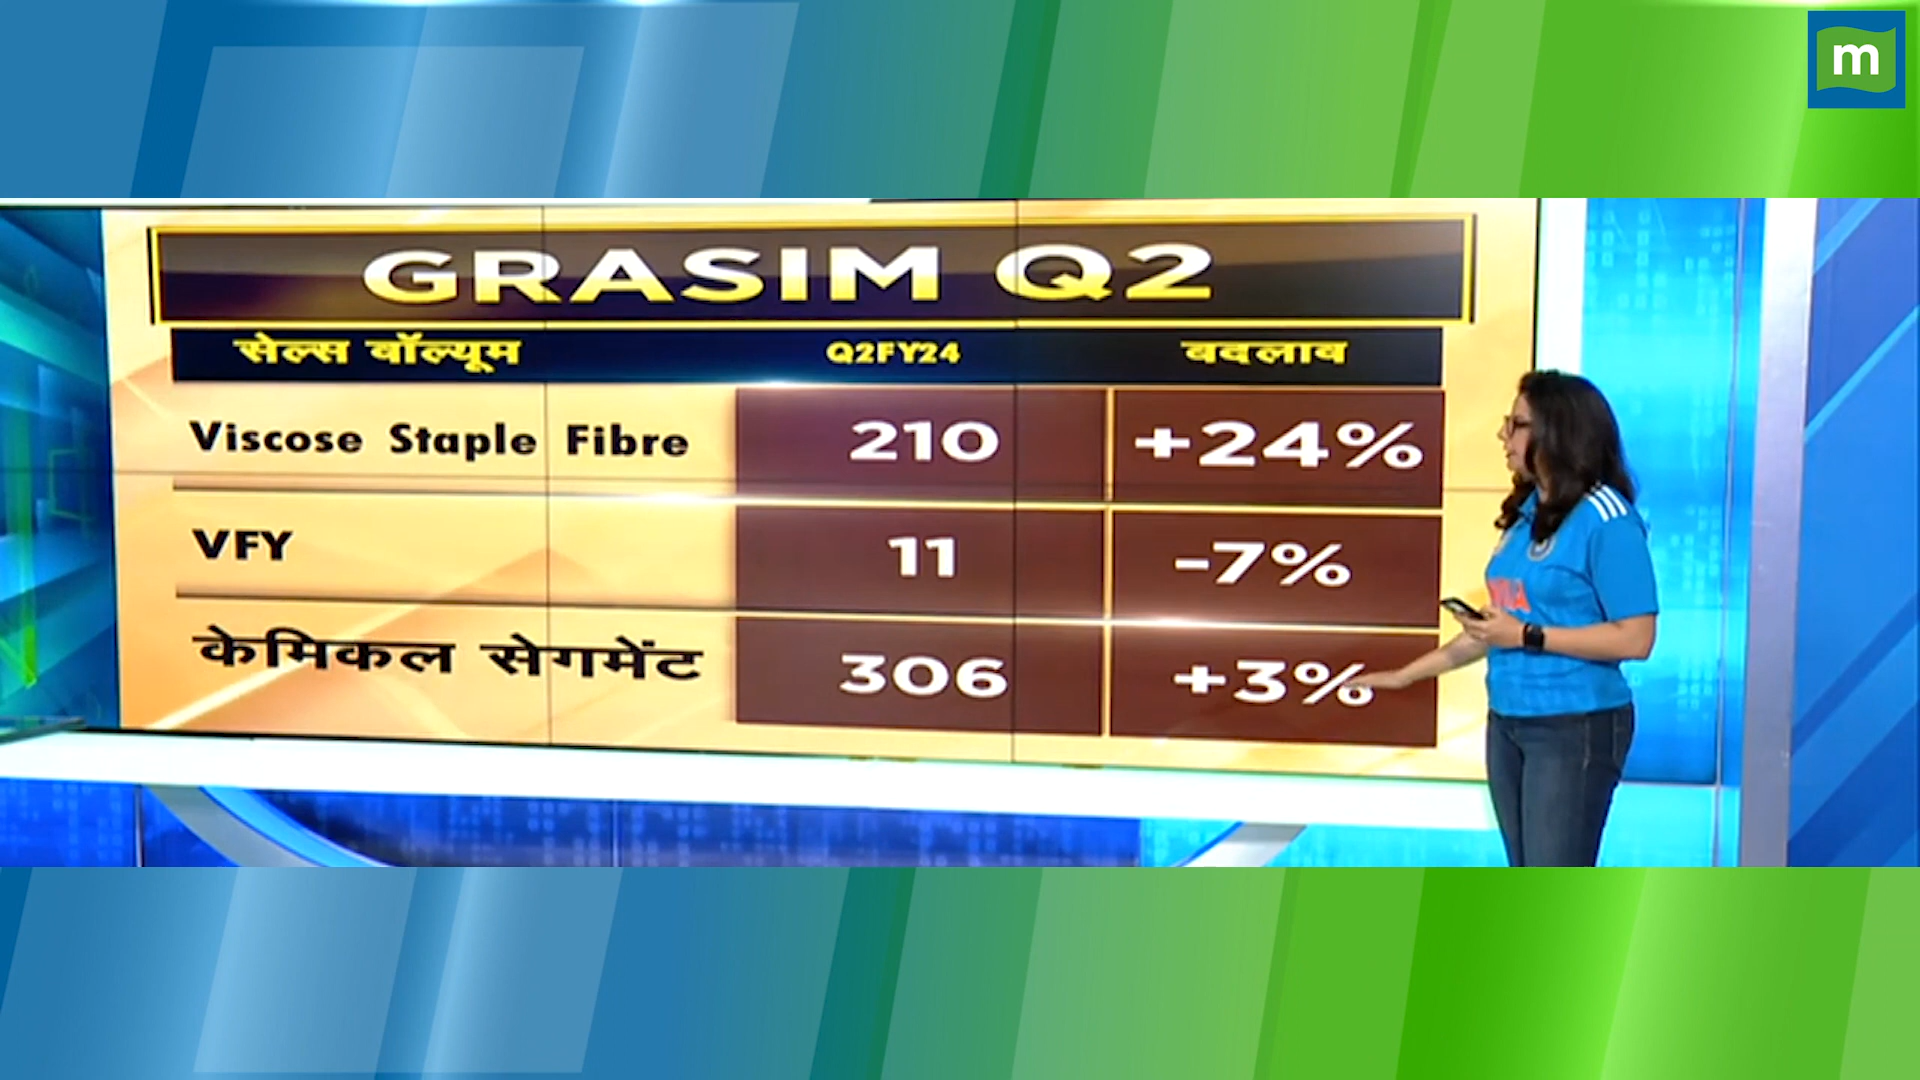 m
GRASIM Q2
सेल्स वॉल्यूम Q2FY24 बदलाव
Viscose Staple Fibre 210 +24%
VFY 11 -7%
केमिकल सेगमेंट 306 +3%